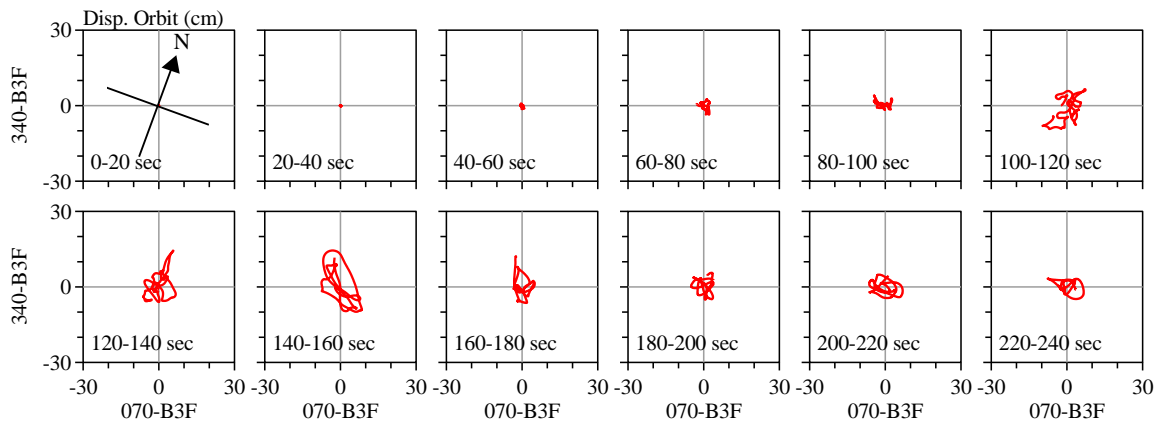 Disp. Orbit (cm)
30 N
340-B3F 0
0-20 sec 20-40 sec 40-60 sec 60-80 sec 80-100 sec 100-120 sec
-30
30
340-B3F 0
120-140 sec 140-160 sec 160-180 sec 180-200 sec 200-220 sec 220-240 sec
-30
-30 0 30 -30 0 30 -30 0 30 -30 0 30 -30 0 30 -30 0 30
070-B3F 070-B3F 070-B3F 070-B3F 070-B3F 070-B3F